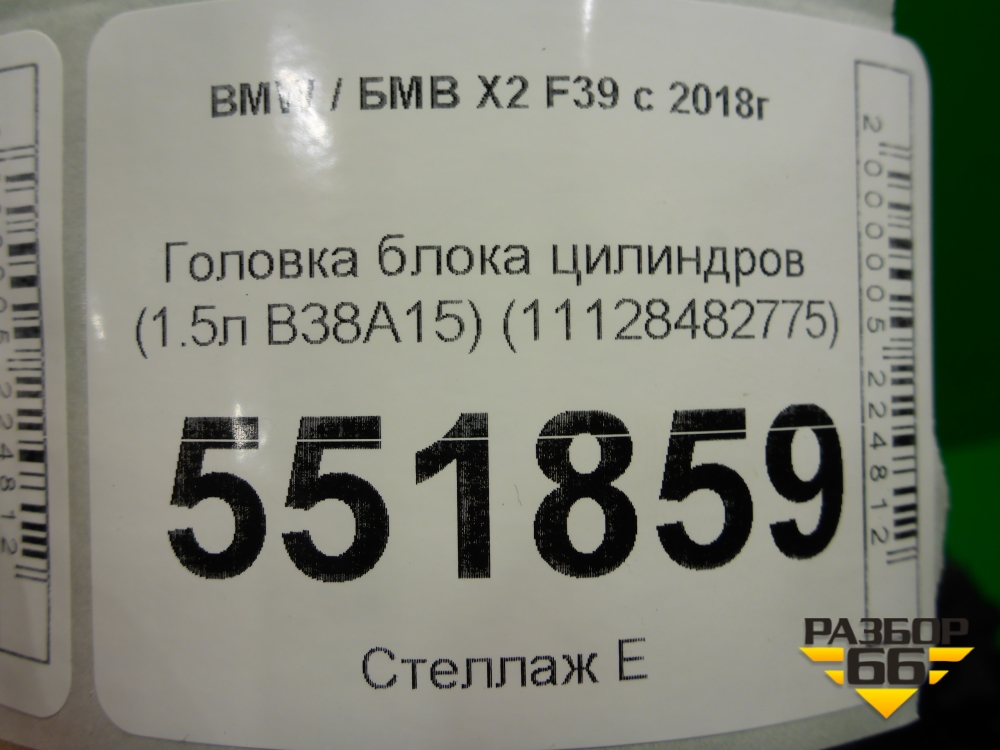 BMW / БМВ X2 F39 с 2018г
Головка блока цилиндров
(1.5л B38A15) (11128482775)
551859
Стеллаж Е
2000005224812
РАЗБОР
66